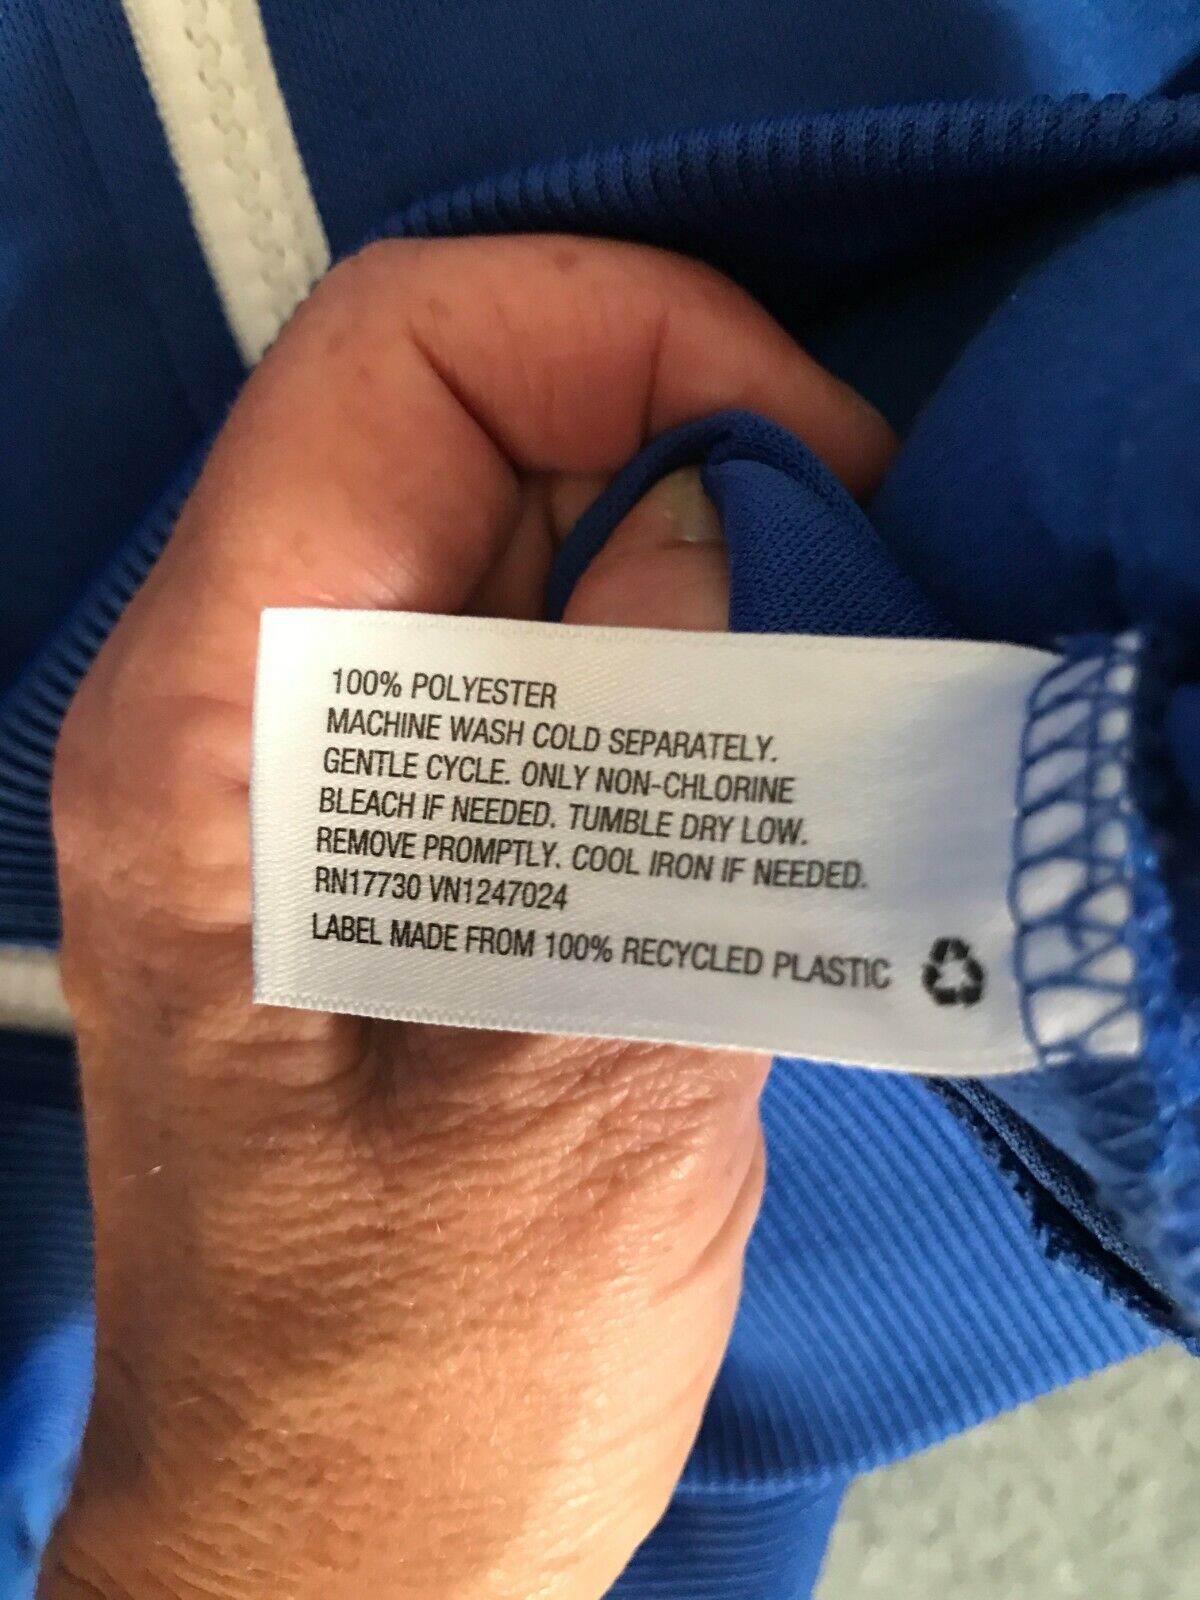 100% POLYESTER
MACHINE WASH COLD SEPARATELY.
GENTLE CYCLE. ONLY NON-CHLORINE
BLEACH IF NEEDED. TUMBLE DRY LOW.
REMOVE PROMPTLY. COOL IRON IF NEEDED.
RN17730 VN1247024
LABEL MADE FROM 100% RECYCLED PLASTIC